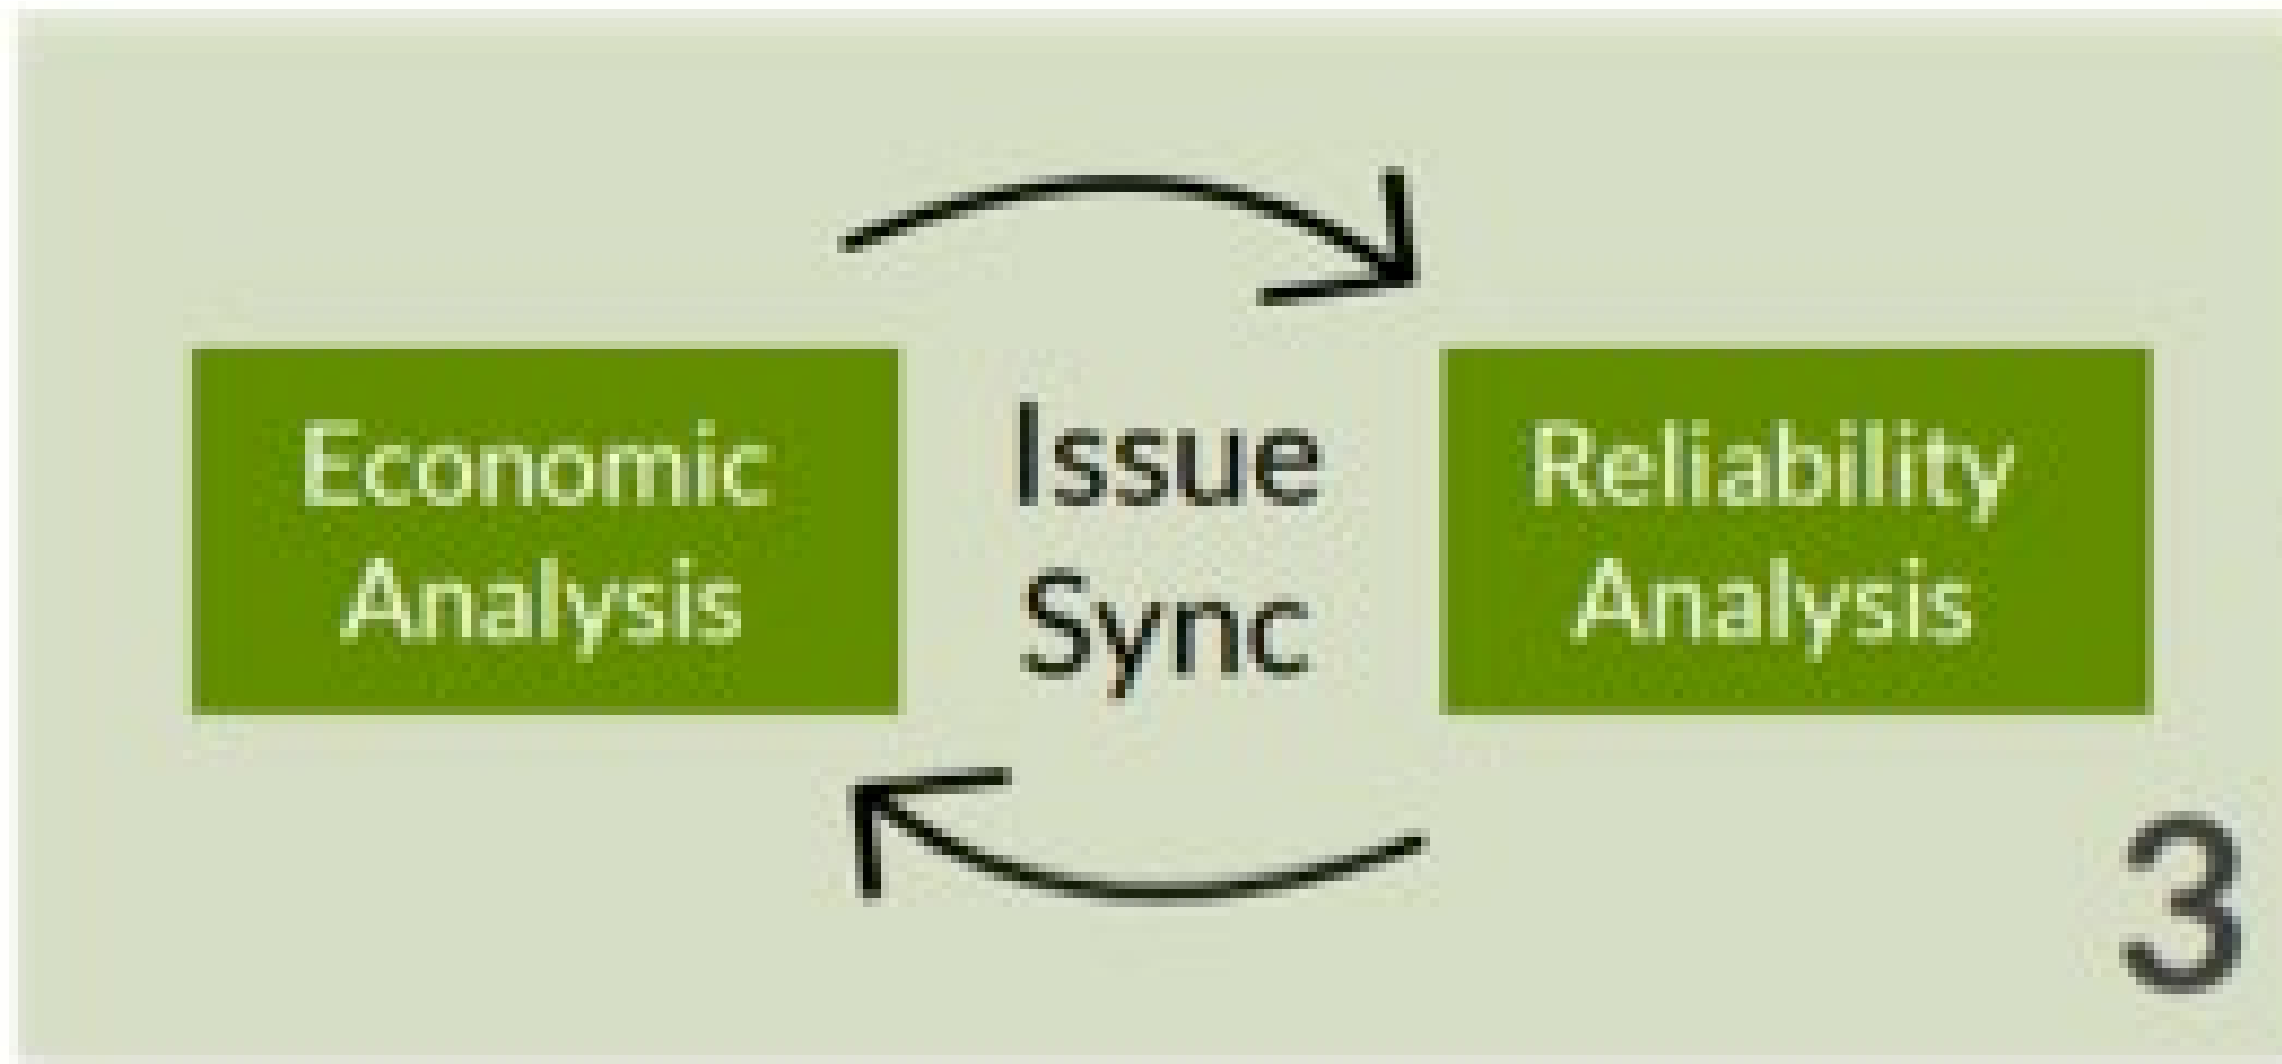 Economic
Analysis
Issue
Sync
Reliability
Analysis
3